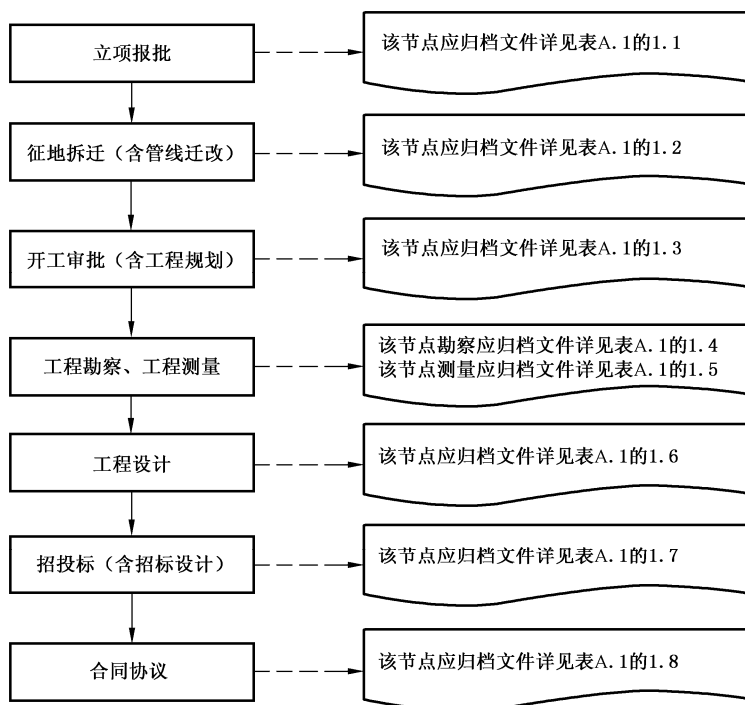 立项报批
该节点应归档文件详见表A.1的1.1
征地拆迁（含管线迁改）
该节点应归档文件详见表A.1的1.2
开工审批（含工程规划）
该节点应归档文件详见表A.1的1.3
工程勘察、工程测量
该节点勘察应归档文件详见表A.1的1.4
该节点测量应归档文件详见表A.1的1.5
工程设计
该节点应归档文件详见表A.1的1.6
招投标（含招标设计）
该节点应归档文件详见表A.1的1.7
合同协议
该节点应归档文件详见表A.1的1.8